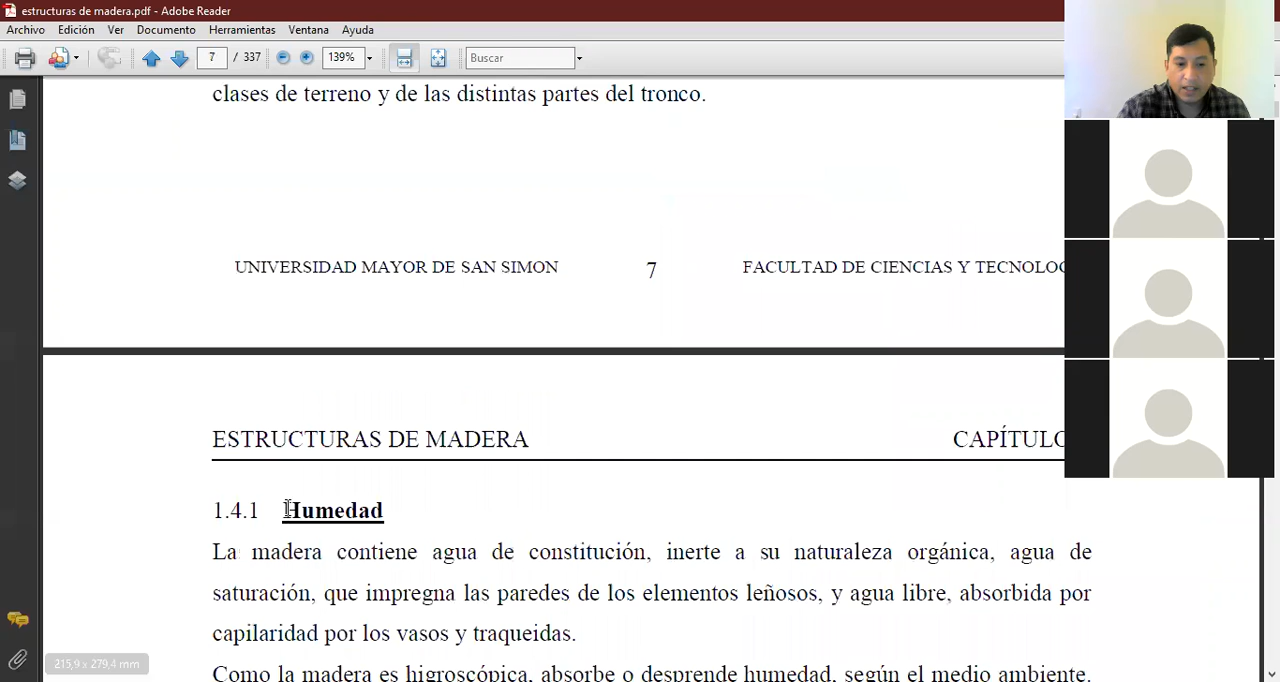 estructuras de madera.pdf - Adobe Reader
Archivo Edición Ver Documento Herramientas Ventana Ayuda
7 / 337 139% Buscar
clases de terreno y de las distintas partes del tronco.
UNIVERSIDAD MAYOR DE SAN SIMON 7 FACULTAD DE CIENCIAS Y TECNOLOG
ESTRUCTURAS DE MADERA CAPÍTULO
1.4.1 Humedad
La madera contiene agua de constitución, inerte a su naturaleza orgánica, agua de
saturación, que impregna las paredes de los elementos leñosos, y agua libre, absorbida por
capilaridad por los vasos y traqueidas.
Como la madera es higroscópica, absorbe o desprende humedad, según el medio ambiente.
215,9 x 279,4 mm